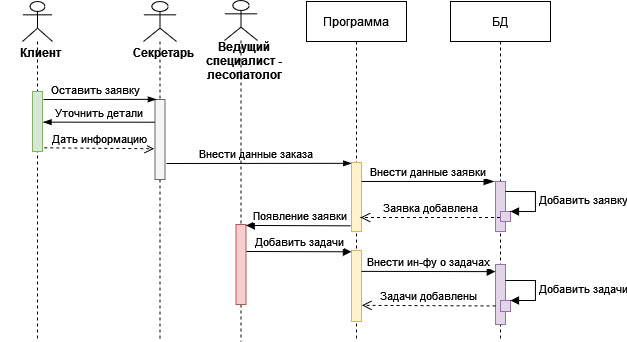 Клиент
Секретарь
Ведущий
специалист -
лесопатолог
Программа
БД
Оставить заявку
Уточнить детали
Дать информацию
Внести данные заказа
Внести данные заявки
Добавить заявку
Заявка добавлена
Появление заявки
Добавить задачи
Внести ин-фу о задачах
Добавить задачи
Задачи добавлены